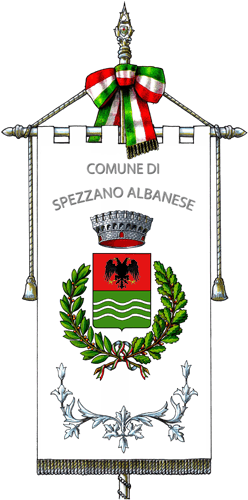 COMUNE DI
SPEZZANO ALBANESE